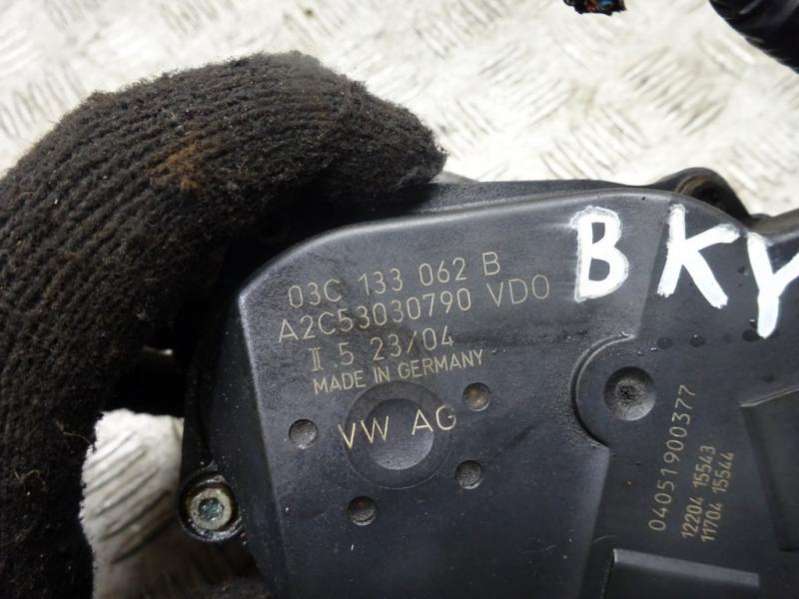 03C 133 062 B
A2C53030790 VDO
II 5 23/04
MADE IN GERMANY
VW AG
BKY
04051900377
12204 15543
11704 15544